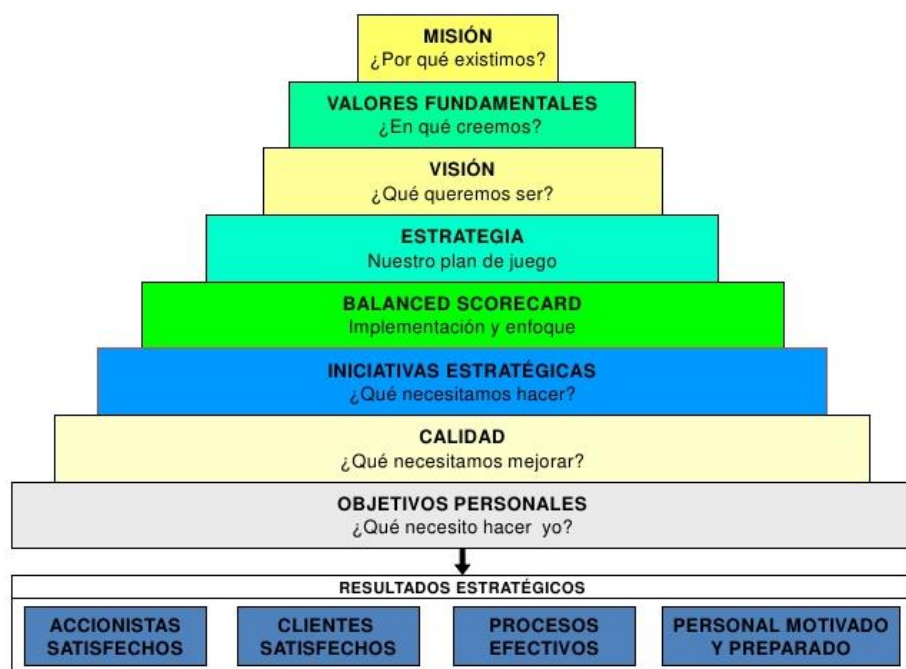 MISIÓN
¿Por qué existimos?
VALORES FUNDAMENTALES
¿En qué creemos?
VISIÓN
¿Qué queremos ser?
ESTRATEGIA
Nuestro plan de juego
BALANCED SCORECARD
Implementación y enfoque
INICIATIVAS ESTRATÉGICAS
¿Qué necesitamos hacer?
CALIDAD
¿Qué necesitamos mejorar?
OBJETIVOS PERSONALES
¿Qué necesito hacer yo?
RESULTADOS ESTRATÉGICOS
ACCIONISTAS
SATISFECHOS
CLIENTES
SATISFECHOS
PROCESOS
EFECTIVOS
PERSONAL MOTIVADO
Y PREPARADO